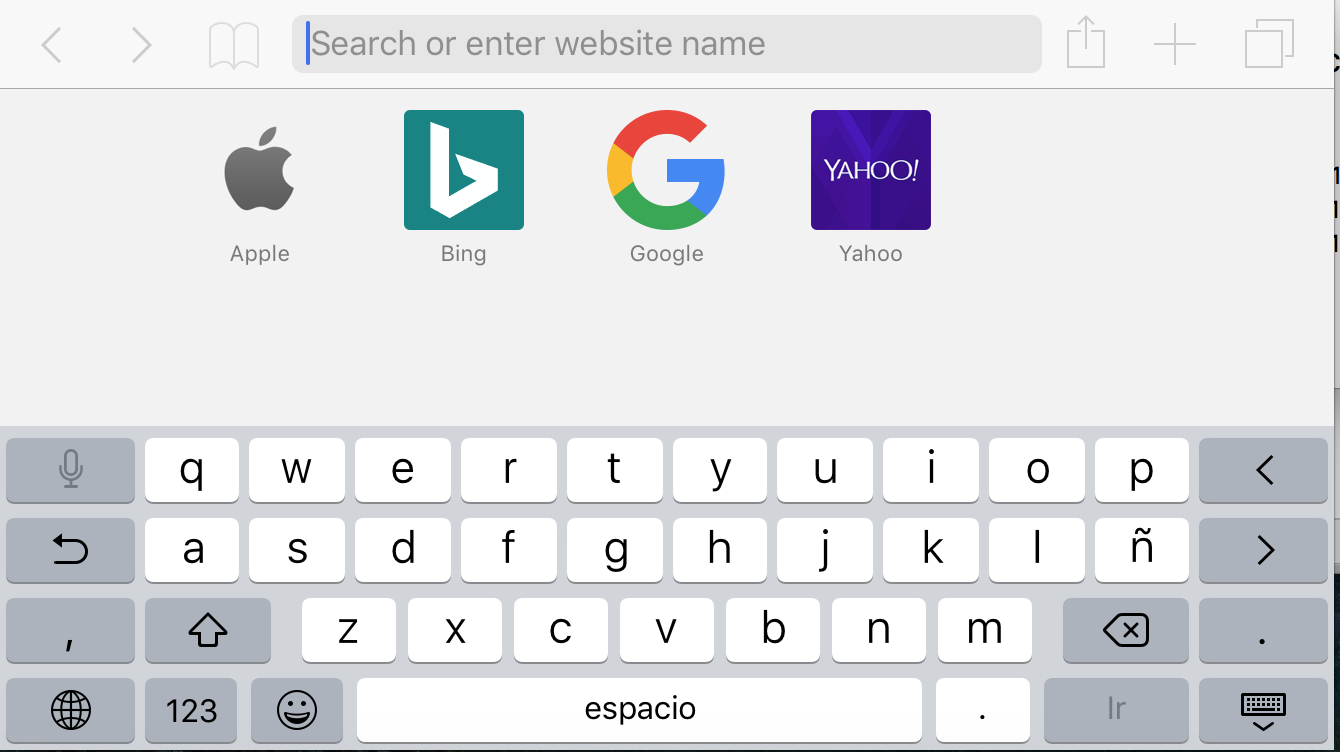 Search or enter website name
YAHOO!
Apple Bing Google Yahoo
q w e r t y u i o p
a s d f g h j k l ñ
, z x c v b n m .
123 espacio . Ir